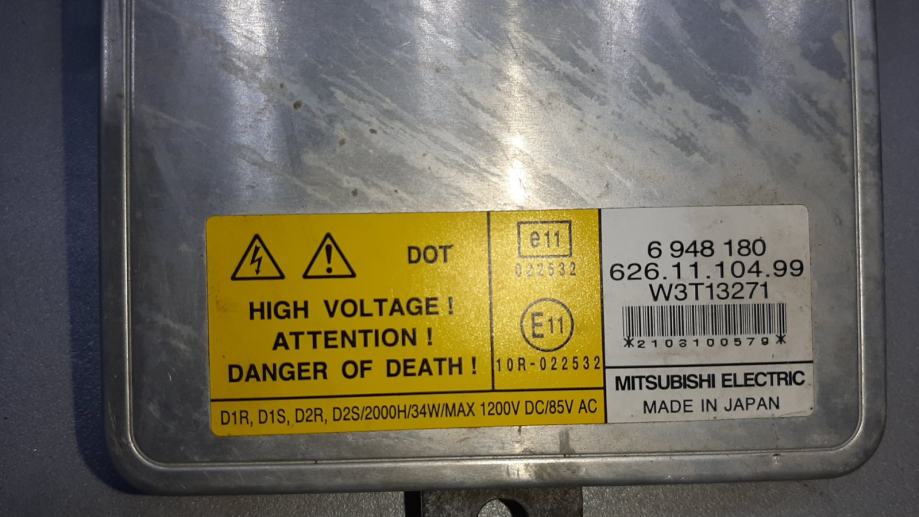 DOT
HIGH VOLTAGE!
ATTENTION!
DANGER OF DEATH!
e11
022532
E11
10R-022532
D1R, D1S, D2R, D2S/2000H/34W/MAX 1200V DC/85V AC
6 948 180
626.11.104.99
W3T13271
*2103100579*
MITSUBISHI ELECTRIC
MADE IN JAPAN